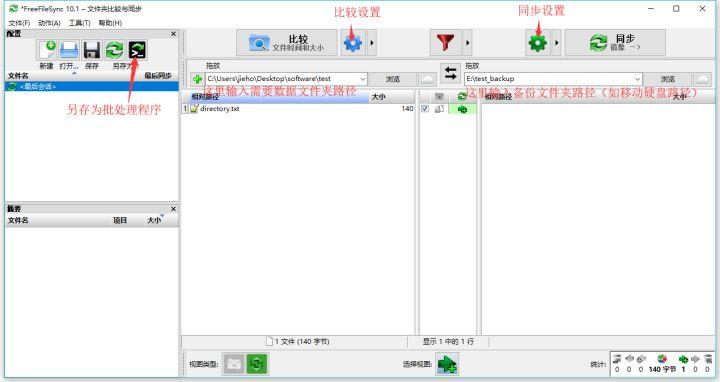 *FreeFileSync 10.1 – 文件夹比较与同步
文件(F) 动作(A) 工具(T) 帮助(H)
配置
新建 打开... 保存 另存为...
文件名 最后同步
<最后会话>
另存为批处理程序
摘要
文件名 项目 大小
比较设置
同步设置
比较
文件时间和大小
同步
镜像 ->
拖放
C:\Users\jieho\Desktop\software\test
浏览
拖放
E:\test_backup
浏览
这里输入需要数据文件夹路径
这里输入备份文件夹路径（如移动硬盘路径）
相对路径 大小
相对路径 大小
1 directory.txt 140
1 文件 (140 字节)
显示 1 中的 1 行
视图类型:
选择视图:
统计:
0 0 0 140 字节 1 0 0